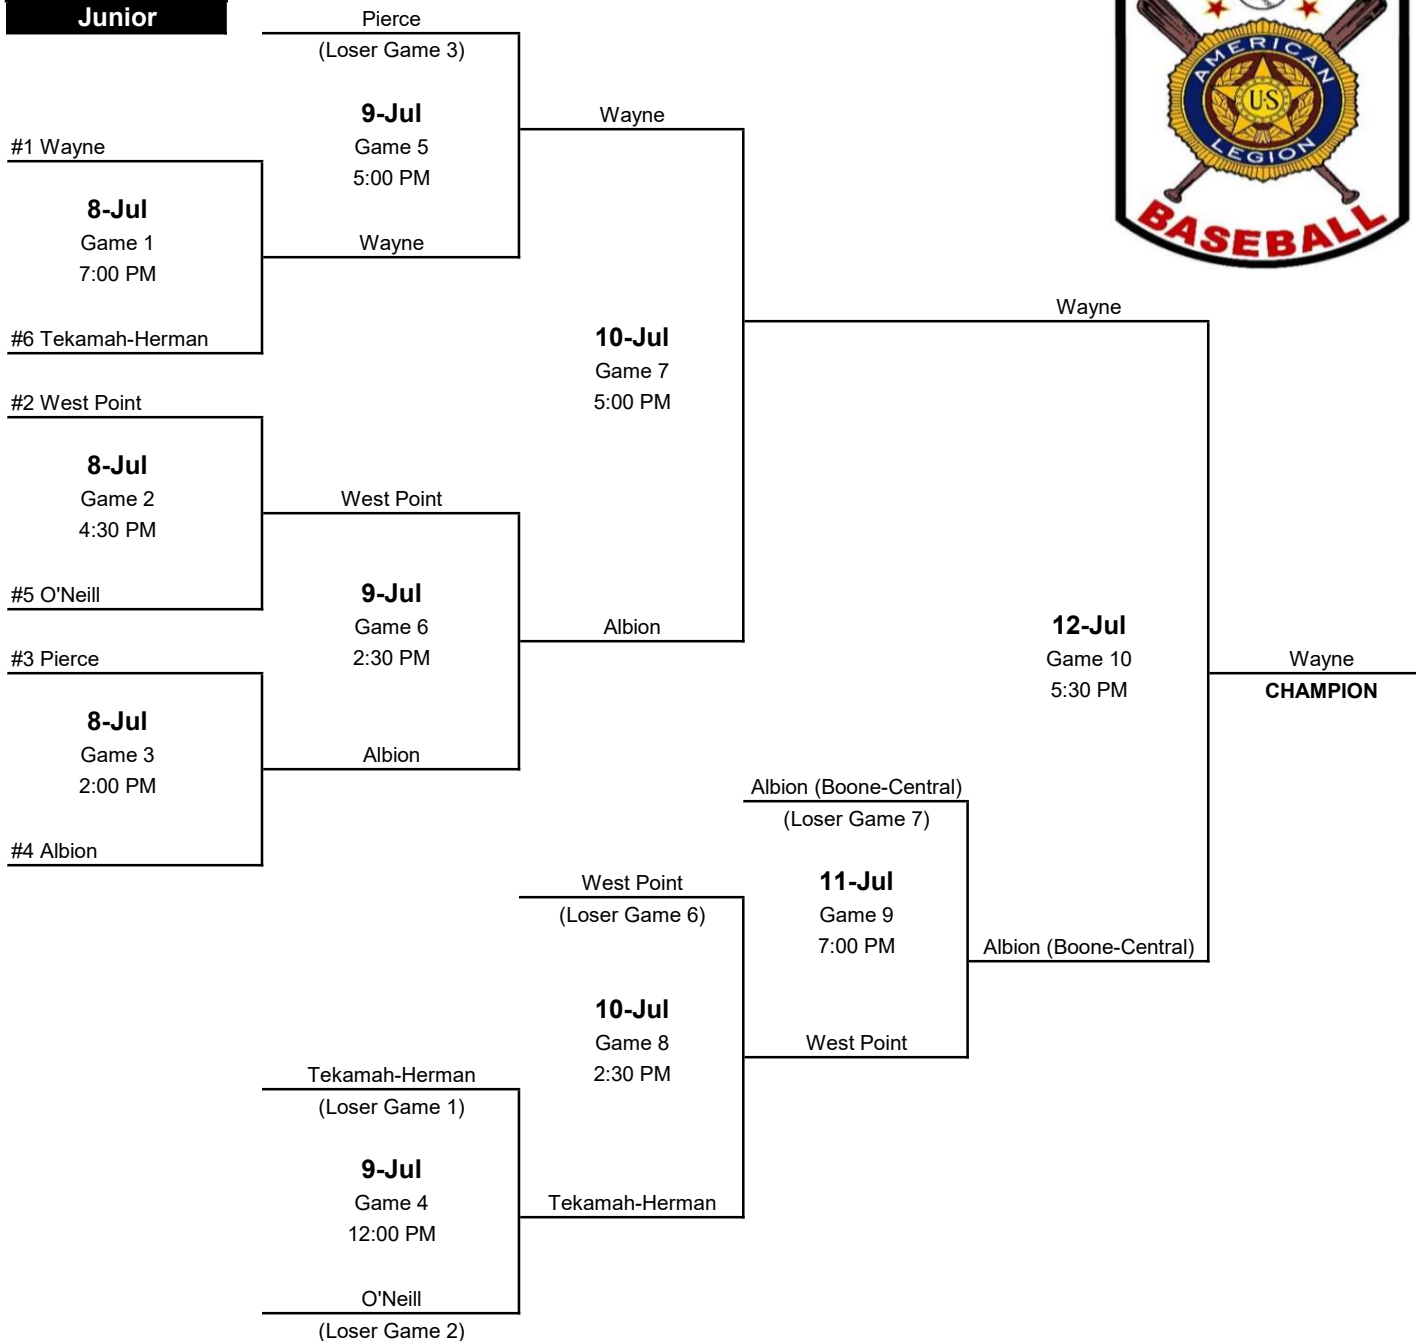 Junior
Pierce
(Loser Game 3)
9-Jul
Game 5
5:00 PM
Wayne
#1 Wayne
8-Jul
Game 1
7:00 PM
Wayne
#6 Tekamah-Herman
AMERICAN
U·S
LEGION
BASEBALL
Wayne
10-Jul
Game 7
5:00 PM
#2 West Point
8-Jul
Game 2
4:30 PM
West Point
#5 O'Neill
9-Jul
Game 6
2:30 PM
Albion
12-Jul
Game 10
5:30 PM
Wayne
CHAMPION
#3 Pierce
8-Jul
Game 3
2:00 PM
Albion
#4 Albion
Albion (Boone-Central)
(Loser Game 7)
11-Jul
Game 9
7:00 PM
Albion (Boone-Central)
West Point
(Loser Game 6)
10-Jul
Game 8
2:30 PM
West Point
Tekamah-Herman
(Loser Game 1)
9-Jul
Game 4
12:00 PM
Tekamah-Herman
O'Neill
(Loser Game 2)